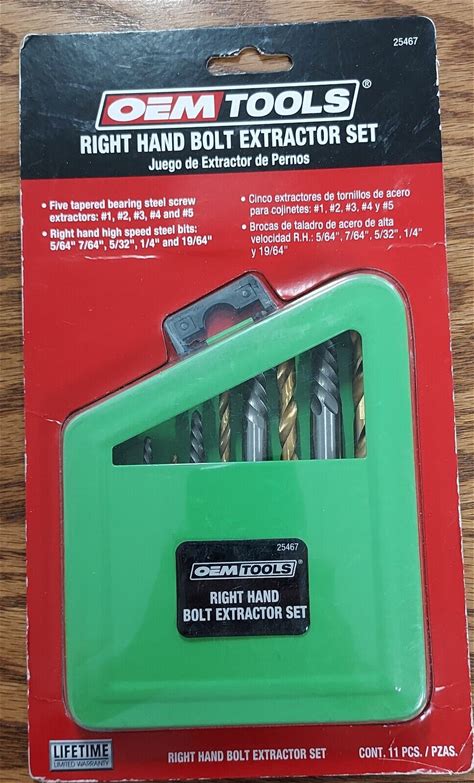 25467
OEMTOOLS®
RIGHT HAND BOLT EXTRACTOR SET
Juego de Extractor de Pernos
• Five tapered bearing steel screw
extractors: #1, #2, #3, #4 and #5
• Right hand high speed steel bits:
5/64" 7/64", 5/32", 1/4" and 19/64"
• Cinco extractores de tornillos de acero
para cojinetes: #1, #2, #3, #4 y #5
• Brocas de taladro de acero de alta
velocidad R.H.: 5/64", 7/64", 5/32", 1/4"
y 19/64"
25467
OEMTOOLS
RIGHT HAND
BOLT EXTRACTOR SET
LIFETIME
LIMITED WARRANTY
RIGHT HAND BOLT EXTRACTOR SET
CONT. 11 PCS. / PZAS.